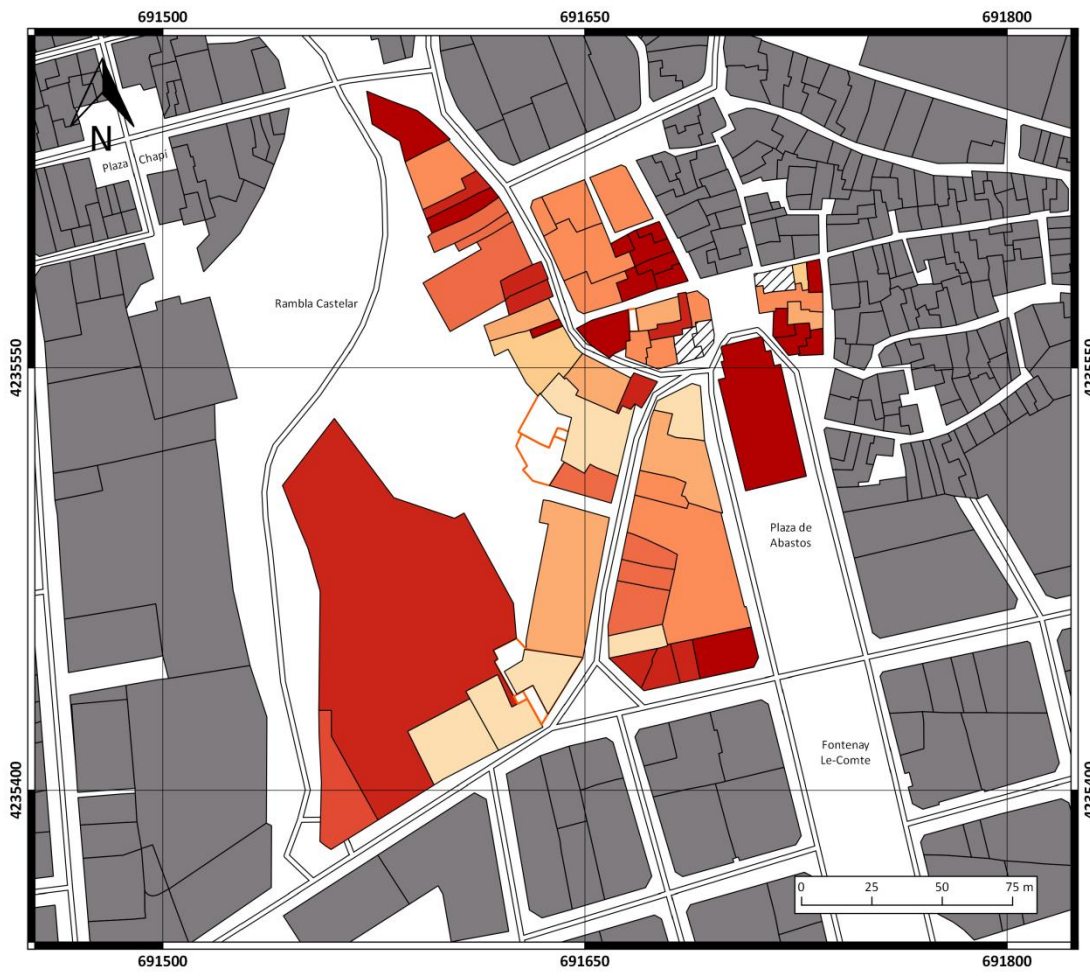 691500 691650 691800
N
Plaza Chapí
Rambla Castelar
4235550 4235550
Plaza de
Abastos
Fontenay
Le-Comte
4235400 4235400
0 25 50 75 m
691500 691650 691800